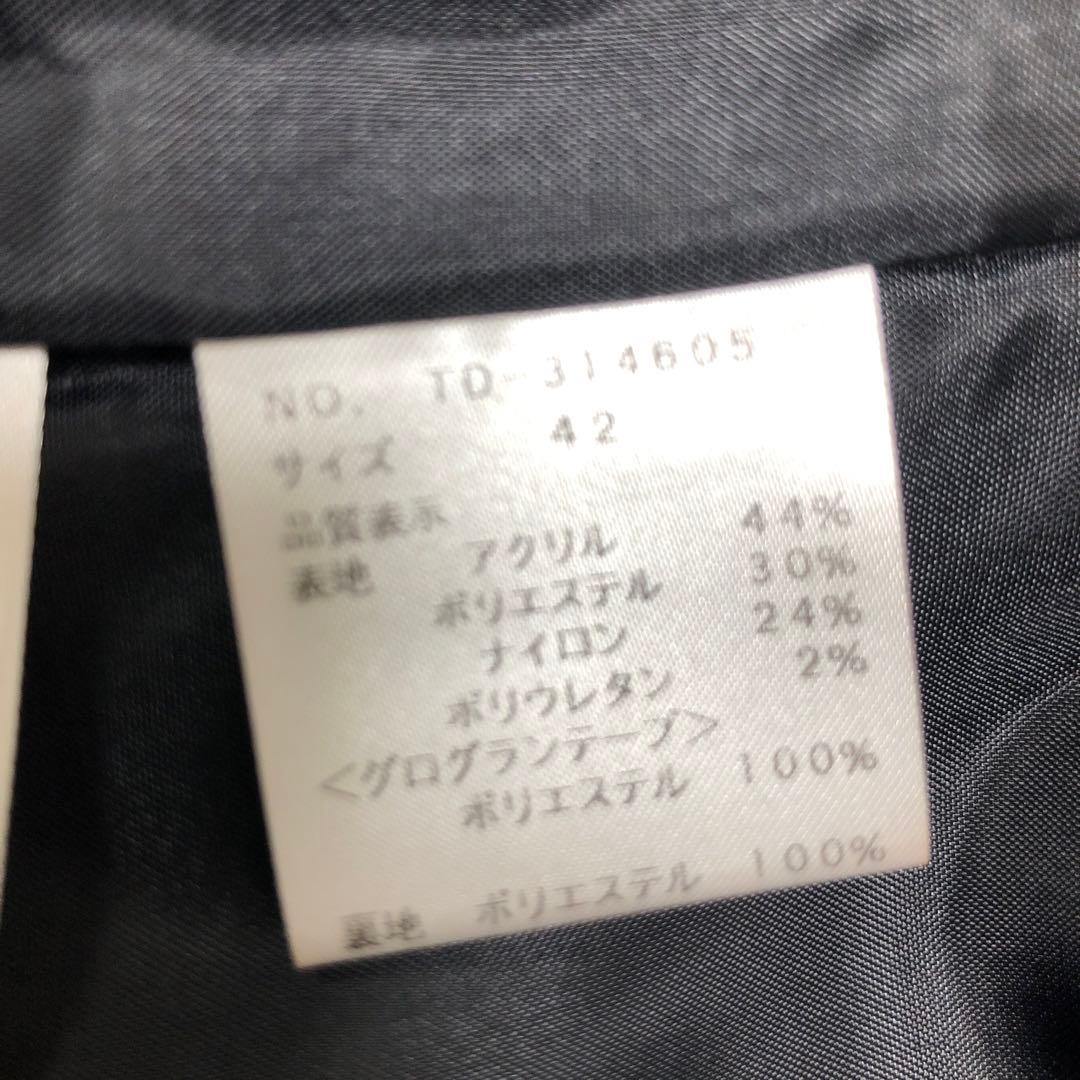 NO. TD-314605
サイズ 42
品質表示
表地 アクリル 44%
ポリエステル 30%
ナイロン 24%
ポリウレタン 2%
<グログランテープ>
ポリエステル 100%
裏地 ポリエステル 100%